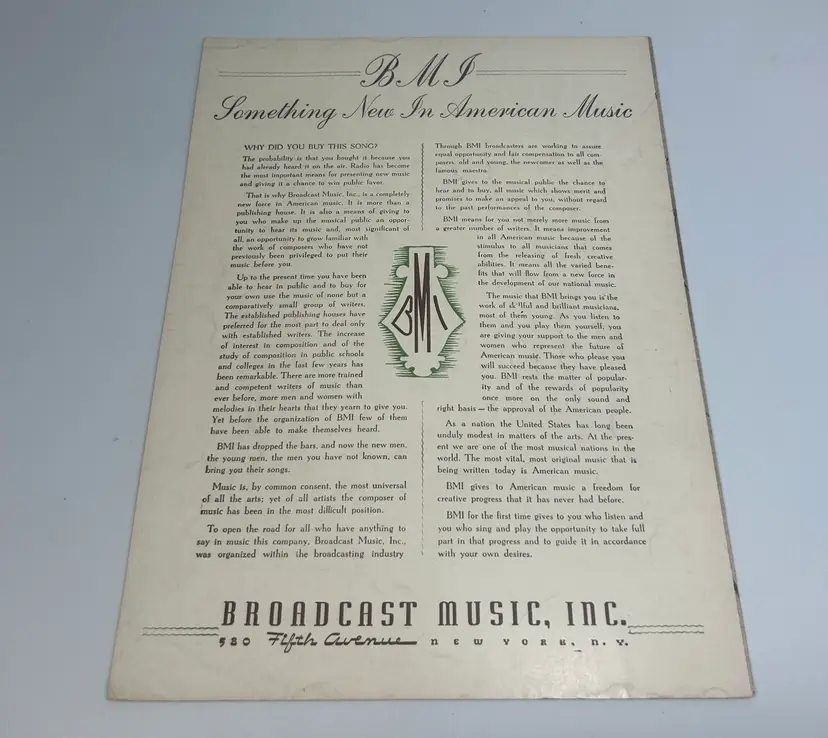 BMI
Something New In American Music
WHY DID YOU BUY THIS SONG?
The probability is that you bought it because you
had already heard it on the air. Radio has become
the most important means for presenting new music
and giving it a chance to win public favor.
That is why Broadcast Music, Inc., is a completely
new force in American music. It is more than a
publishing house. It is also a means of giving to
you who make up the musical public an oppor-
tunity to hear its music and, most significant of
all, an opportunity to grow familiar with
the work of composers who have not
previously been privileged to put their
music before you.
Up to the present time you have been
able to hear in public and to buy for
your own use the music of none but a
comparatively small group of writers.
The established publishing houses have
preferred for the most part to deal only
with established writers. The increase
of interest in composition and of the
study of composition in public schools
and colleges in the last few years has
been remarkable. There are more trained
and competent writers of music than
ever before, more men and women with
melodies in their hearts that they yearn to give you.
Yet before the organization of BMI few of them
have been able to make themselves heard.
BMI has dropped the bars, and now the new men,
the young men, the men you have not known, can
bring you their songs.
Music is, by common consent, the most universal
of all the arts; yet of all artists the composer of
music has been in the most difficult position.
To open the road for all who have anything to
say in music this company, Broadcast Music, Inc.,
was organized within the broadcasting industry
Through BMI broadcasters are working to assure
equal opportunity and fair compensation to all com-
posers, old and young, the newcomer as well as the
famous maestro.
BMI gives to the musical public the chance to
hear and to buy, all music which shows merit and
promises to make an appeal to you, without regard
to the past performances of the composer.
BMI means for you not merely more music from
a greater number of writers. It means improvement
in all American music because of the
stimulus to all musicians that comes
from the releasing of fresh creative
abilities. It means all the varied bene-
fits that will flow from a new force in
the development of our national music.
The music that BMI brings you is the
work of skillful and brilliant musicians,
most of them young. As you listen to
them and you play them yourself, you
are giving your support to the men and
women who represent the future of
American music. Those who please you
will succeed because they have pleased
you. BMI rests the matter of popular-
ity and of the rewards of popularity
once more on the only sound and
right basis — the approval of the American people.
As a nation the United States has long been
unduly modest in matters of the arts. At the pres-
ent we are one of the most musical nations in the
world. The most vital, most original music that is
being written today is American music.
BMI gives to American music a freedom for
creative progress that it has never had before.
BMI for the first time gives to you who listen and
you who sing and play the opportunity to take full
part in that progress and to guide it in accordance
with your own desires.
BMI
BROADCAST MUSIC, INC.
580 Fifth Avenue NEW YORK, N. Y.